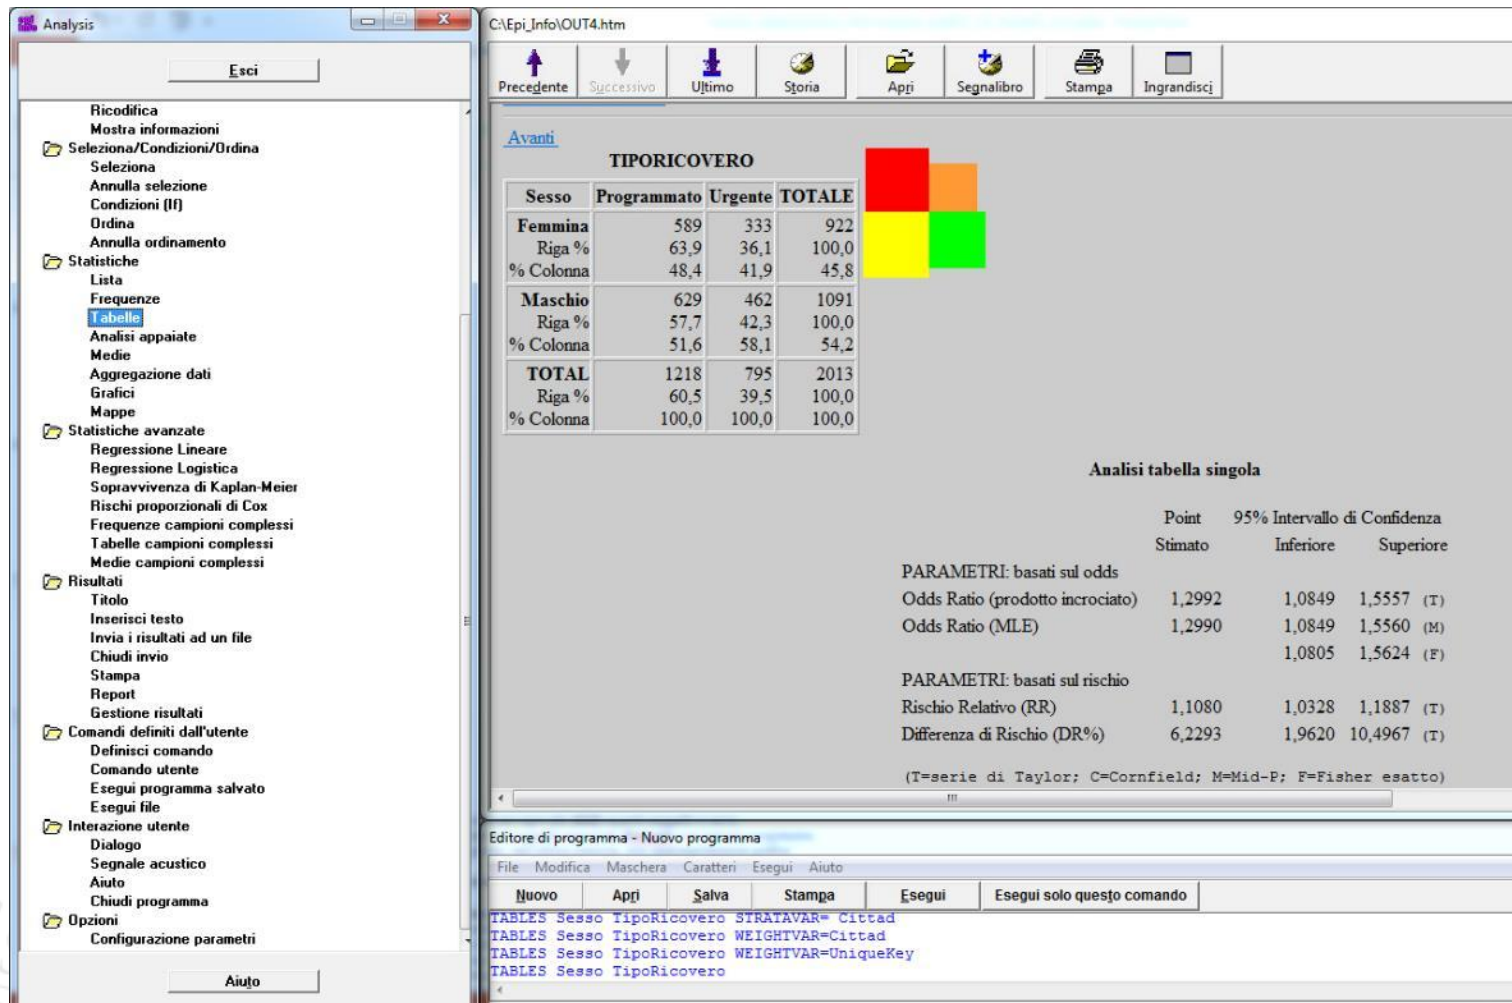 Analysis
Esci
Ricodifica
Mostra informazioni
Seleziona/Condizioni/Ordina
Seleziona
Annulla selezione
Condizioni (If)
Ordina
Annulla ordinamento
Statistiche
Lista
Frequenze
Tabelle
Analisi appaiate
Medie
Aggregazione dati
Grafici
Mappe
Statistiche avanzate
Regressione Lineare
Regressione Logistica
Sopravvivenza di Kaplan-Meier
Rischi proporzionali di Cox
Frequenze campioni complessi
Tabelle campioni complessi
Medie campioni complessi
Risultati
Titolo
Inserisci testo
Invia i risultati ad un file
Chiudi invio
Stampa
Report
Gestione risultati
Comandi definiti dall'utente
Definisci comando
Comando utente
Esegui programma salvato
Esegui file
Interazione utente
Dialogo
Segnale acustico
Aiuto
Chiudi programma
Opzioni
Configurazione parametri
Aiuto
C:\Epi_Info\OUT4.htm
Precedente Successivo Ultimo Storia Apri Segnalibro Stampa Ingrandisci
Avanti
TIPORICOVERO
Sesso Programmato Urgente TOTALE
Femmina 589 333 922
Riga % 63,9 36,1 100,0
% Colonna 48,4 41,9 45,8
Maschio 629 462 1091
Riga % 57,7 42,3 100,0
% Colonna 51,6 58,1 54,2
TOTAL 1218 795 2013
Riga % 60,5 39,5 100,0
% Colonna 100,0 100,0 100,0
Analisi tabella singola
Point 95% Intervallo di Confidenza
Stimato Inferiore Superiore
PARAMETRI: basati sul odds
Odds Ratio (prodotto incrociato) 1,2992 1,0849 1,5557 (T)
Odds Ratio (MLE) 1,2990 1,0849 1,5560 (M)
1,0805 1,5624 (F)
PARAMETRI: basati sul rischio
Rischio Relativo (RR) 1,1080 1,0328 1,1887 (T)
Differenza di Rischio (DR%) 6,2293 1,9620 10,4967 (T)
(T=serie di Taylor; C=Cornfield; M=Mid-P; F=Fisher esatto)
Editore di programma - Nuovo programma
File Modifica Maschera Caratteri Esegui Aiuto
Nuovo Apri Salva Stampa Esegui Esegui solo questo comando
TABLES Sesso TipoRicovero STRATAVAR= Cittad
TABLES Sesso TipoRicovero WEIGHTVAR=Cittad
TABLES Sesso TipoRicovero WEIGHTVAR=UniqueKey
TABLES Sesso TipoRicovero